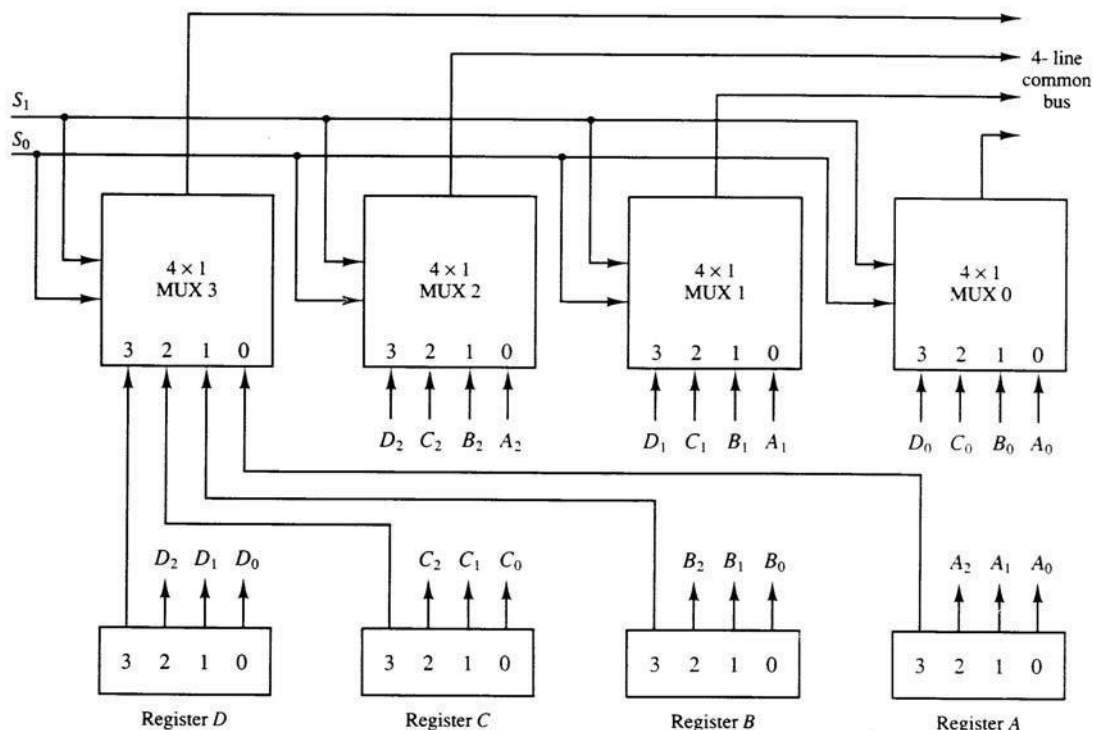 4- line
common
bus
S₁
S₀
4 × 1
MUX 3
3 2 1 0
4 × 1
MUX 2
3 2 1 0
4 × 1
MUX 1
3 2 1 0
4 × 1
MUX 0
3 2 1 0
D₂ C₂ B₂ A₂
D₁ C₁ B₁ A₁
D₀ C₀ B₀ A₀
D₂ D₁ D₀
C₂ C₁ C₀
B₂ B₁ B₀
A₂ A₁ A₀
3 2 1 0
3 2 1 0
3 2 1 0
3 2 1 0
Register D
Register C
Register B
Register A